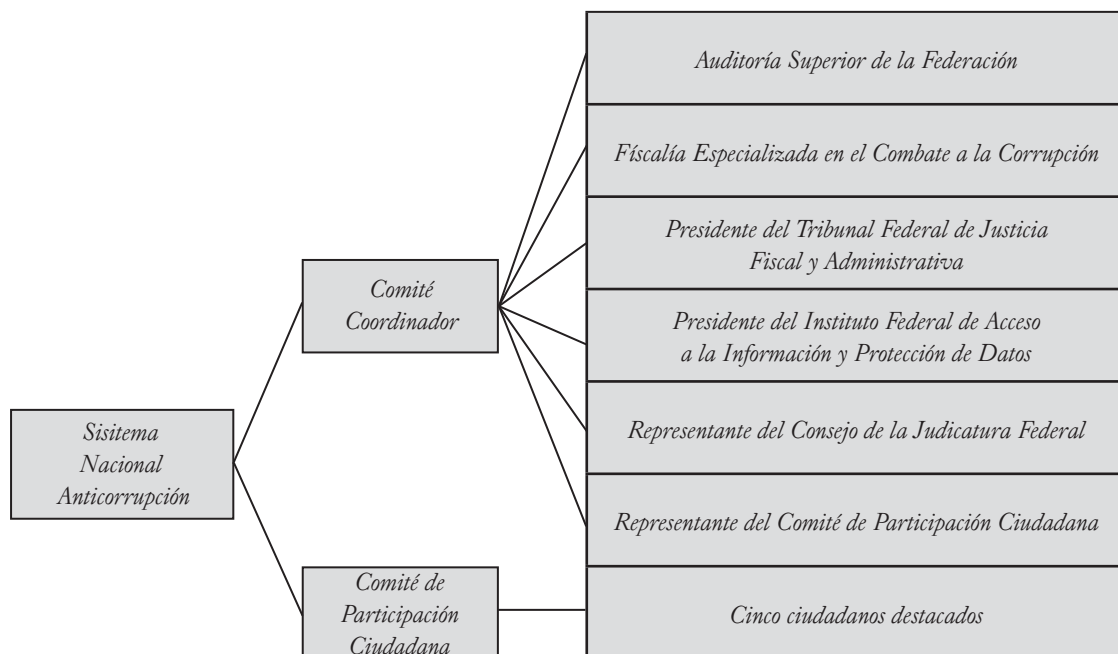 Sisitema
Nacional
Anticorrupción
Comité
Coordinador
Auditoría Superior de la Federación
Físcalía Especializada en el Combate a la Corrupción
Presidente del Tribunal Federal de Justicia
Fiscal y Administrativa
Presidente del Instituto Federal de Acceso
a la Información y Protección de Datos
Representante del Consejo de la Judicatura Federal
Representante del Comité de Participación Ciudadana
Comité de
Participación
Ciudadana
Cinco ciudadanos destacados